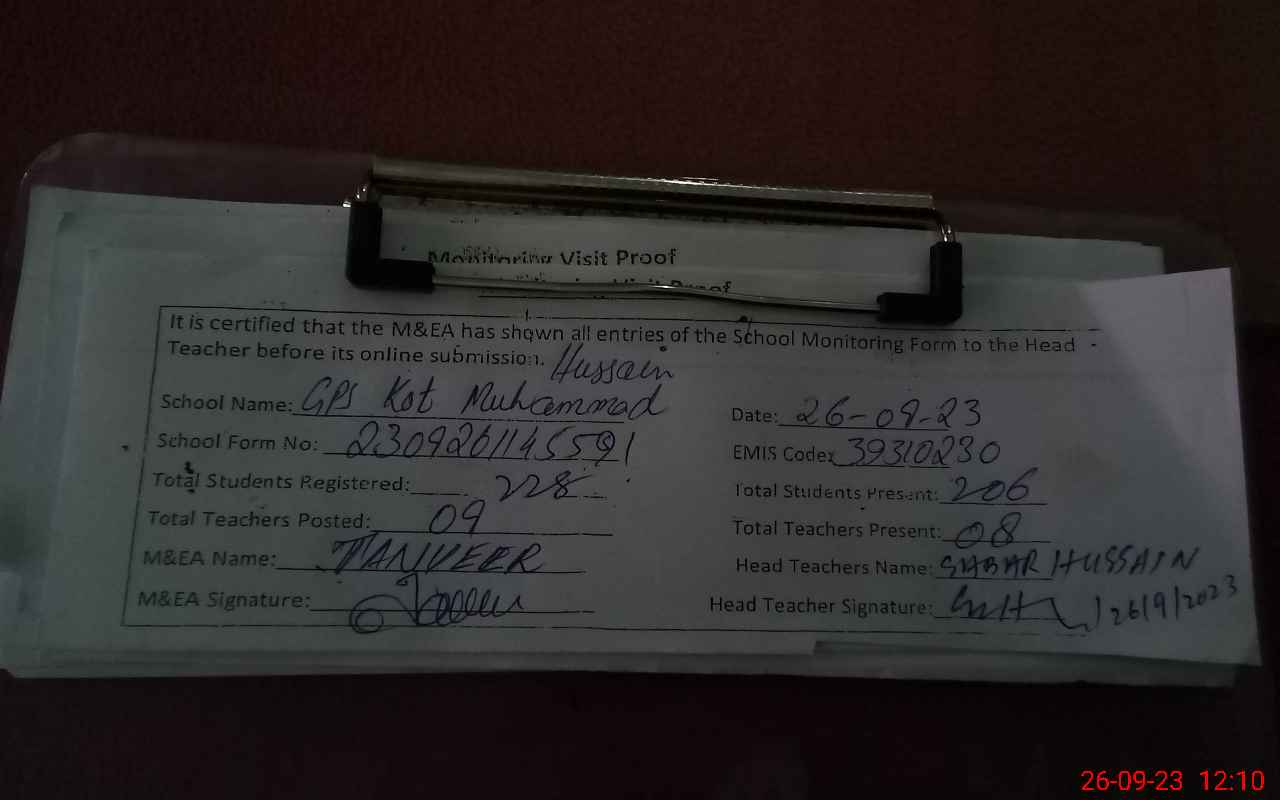 Monitoring Visit Proof
Visit Proof
It is certified that the M&EA has shown all entries of the School Monitoring Form to the Head
Teacher before its online submission.
Hussain
School Name: GPS Kot Muhammad
Date: 26-09-23
School Form No: 2309261145591
EMIS Code: 39310230
Total Students Registered: 228
Total Students Present: 206
Total Teachers Posted: 09
Total Teachers Present: 08
M&EA Name: TANVEER
Head Teachers Name: HUSSAIN
M&EA Signature:
Head Teacher Signature: 26/9/2023
26-09-23 12:10